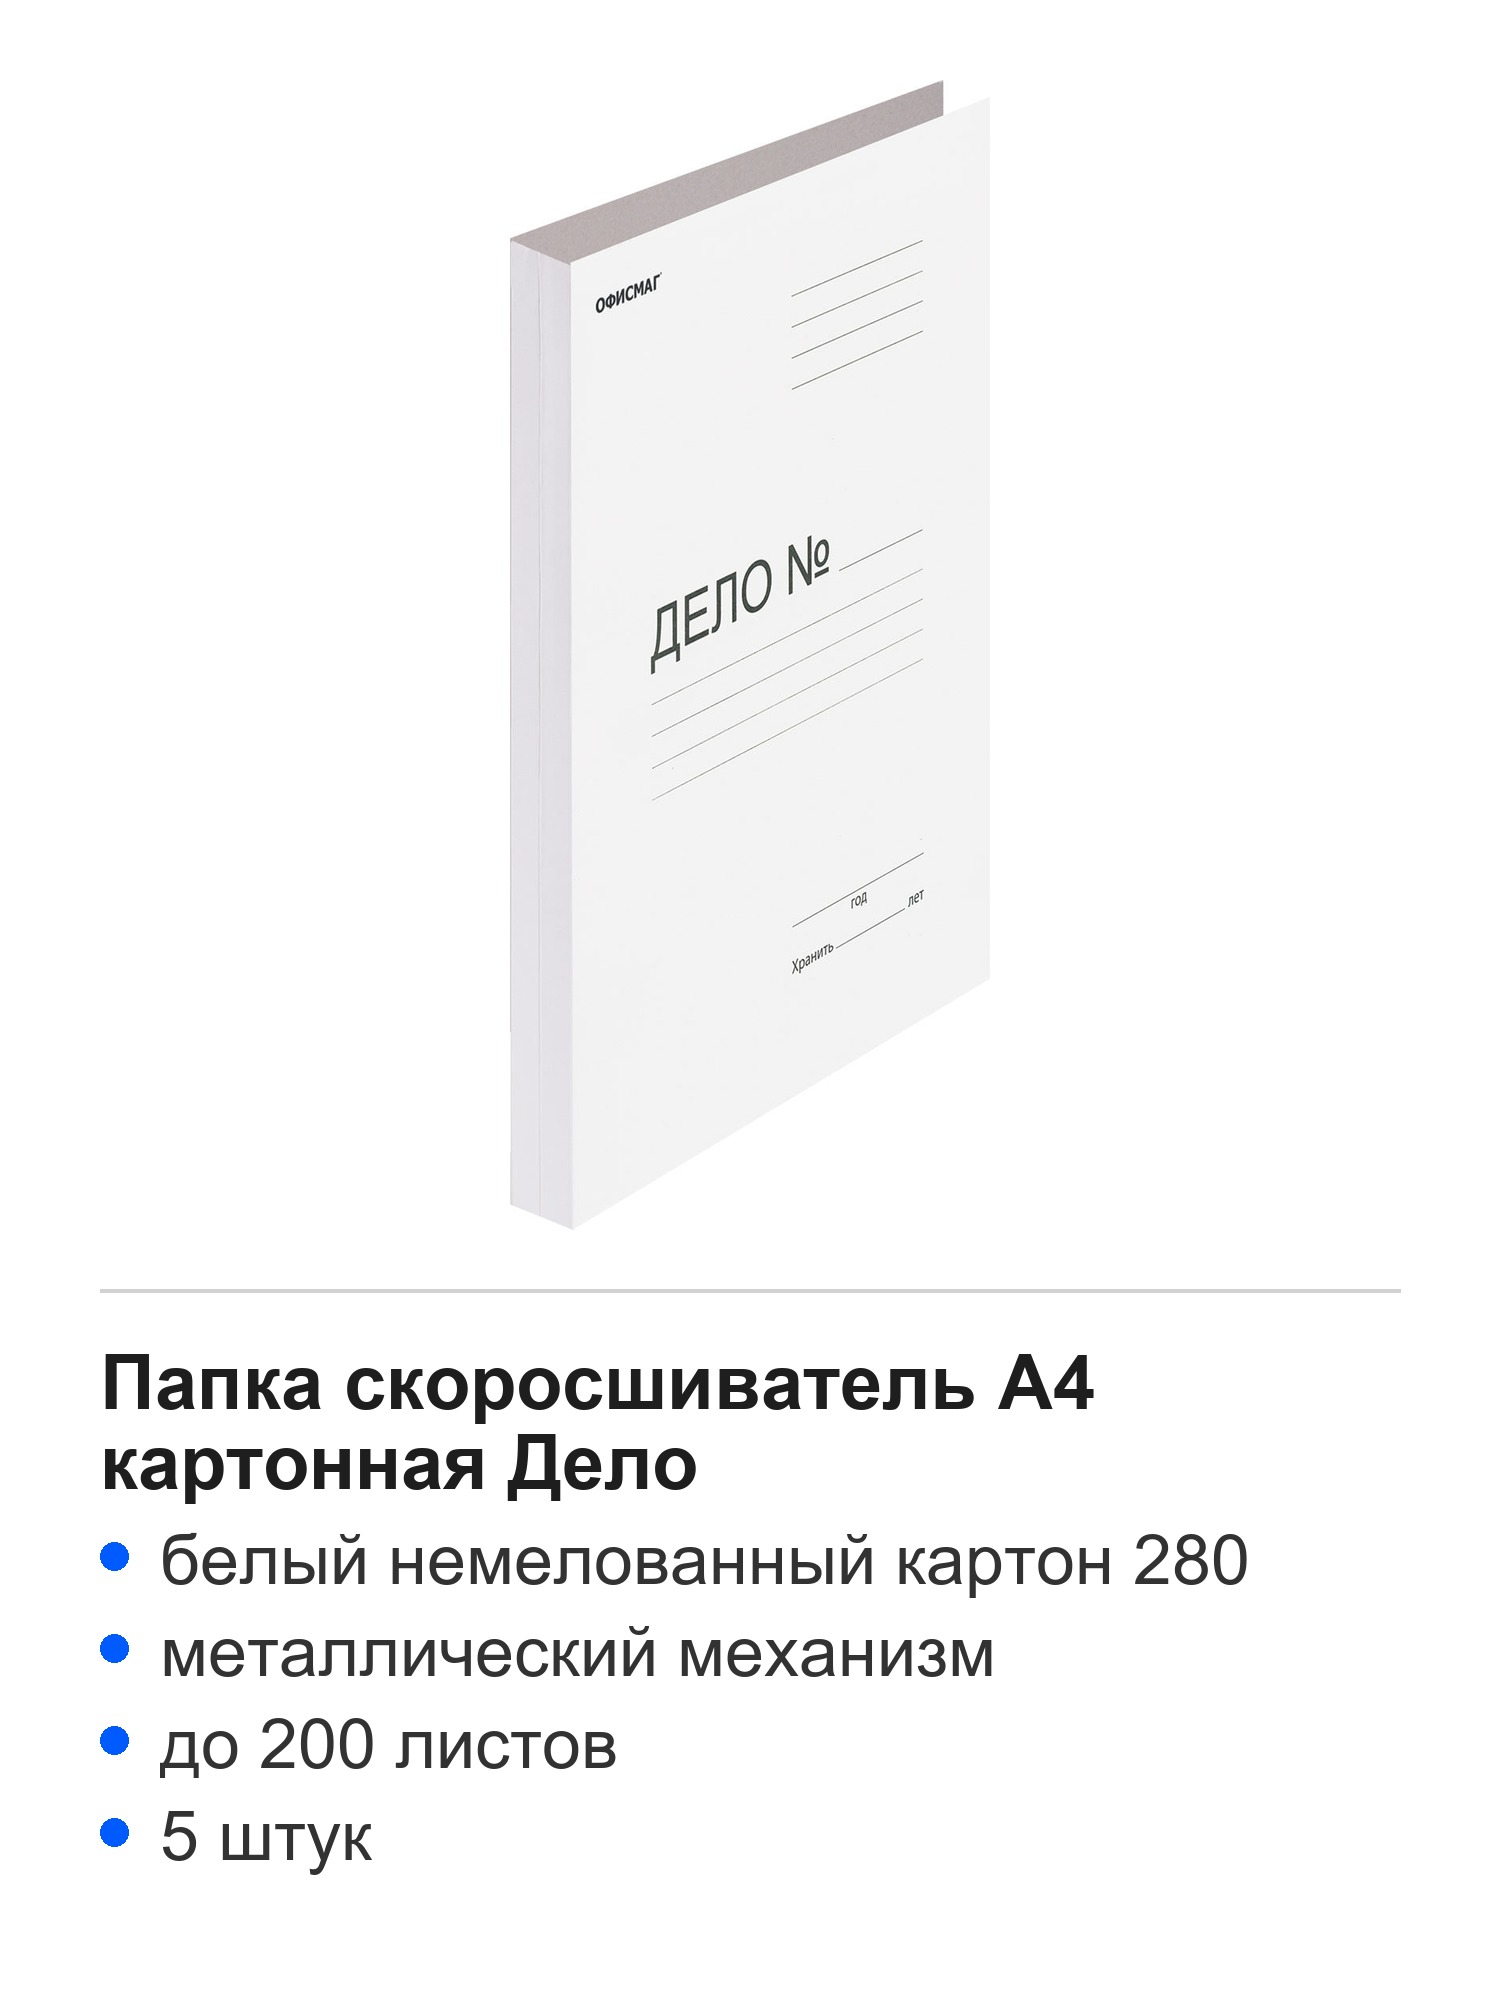 ОФИСМАГ
ДЕЛО №
год
Хранить лет
Папка скоросшиватель А4
картонная Дело
белый немелованный картон 280
металлический механизм
до 200 листов
5 штук